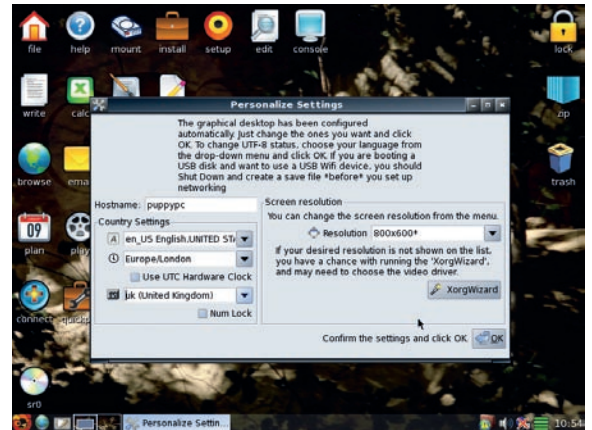 file
help
mount
install
setup
edit
console
lock
write
calc
zip
Personalize Settings
The graphical desktop has been configured
automatically. Just change the ones you want and click
OK. To change UTF-8 status, choose your language from
the drop-down menu and click OK. If you are booting a
USB disk and want to use a USB Wifi device, you should
Shut Down and create a save file *before* you set up
networking
browse
ema
trash
Hostname: puppypc
Country Settings
en_US English.UNITED STA
Europe/London
Use UTC Hardware Clock
uk (United Kingdom)
Num Lock
Screen resolution
You can change the screen resolution from the menu.
Resolution 800x600*
If your desired resolution is not shown on the list,
you have a chance with running the 'XorgWizard',
and may need to choose the video driver.
XorgWizard
Confirm the settings and click OK
OK
09
plan
play
connect
quickp
sr0
Personalize Settin...
10:54